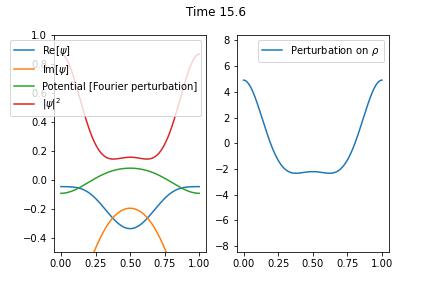 Time 15.6
Re[ψ]
Im[ψ]
Potential [Fourier perturbation]
|ψ|²
1.0
0.8
0.6
0.4
0.2
0.0
−0.2
−0.4
0.00 0.25 0.50 0.75 1.00
Perturbation on ρ
8
6
4
2
0
−2
−4
−6
−8
0.00 0.25 0.50 0.75 1.00